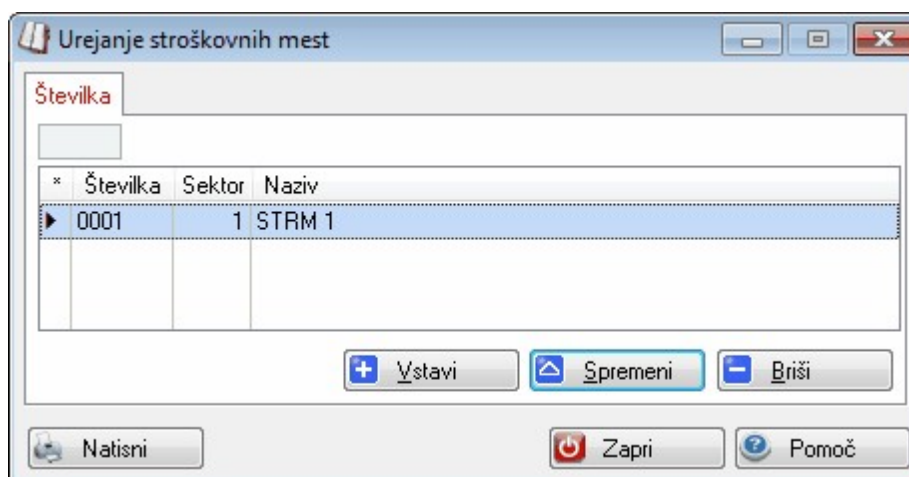 Urejanje stroškovnih mest
Številka
* Številka Sektor Naziv
0001 1 STRM 1
Vstavi Spremeni Briši
Natisni Zapri Pomoč